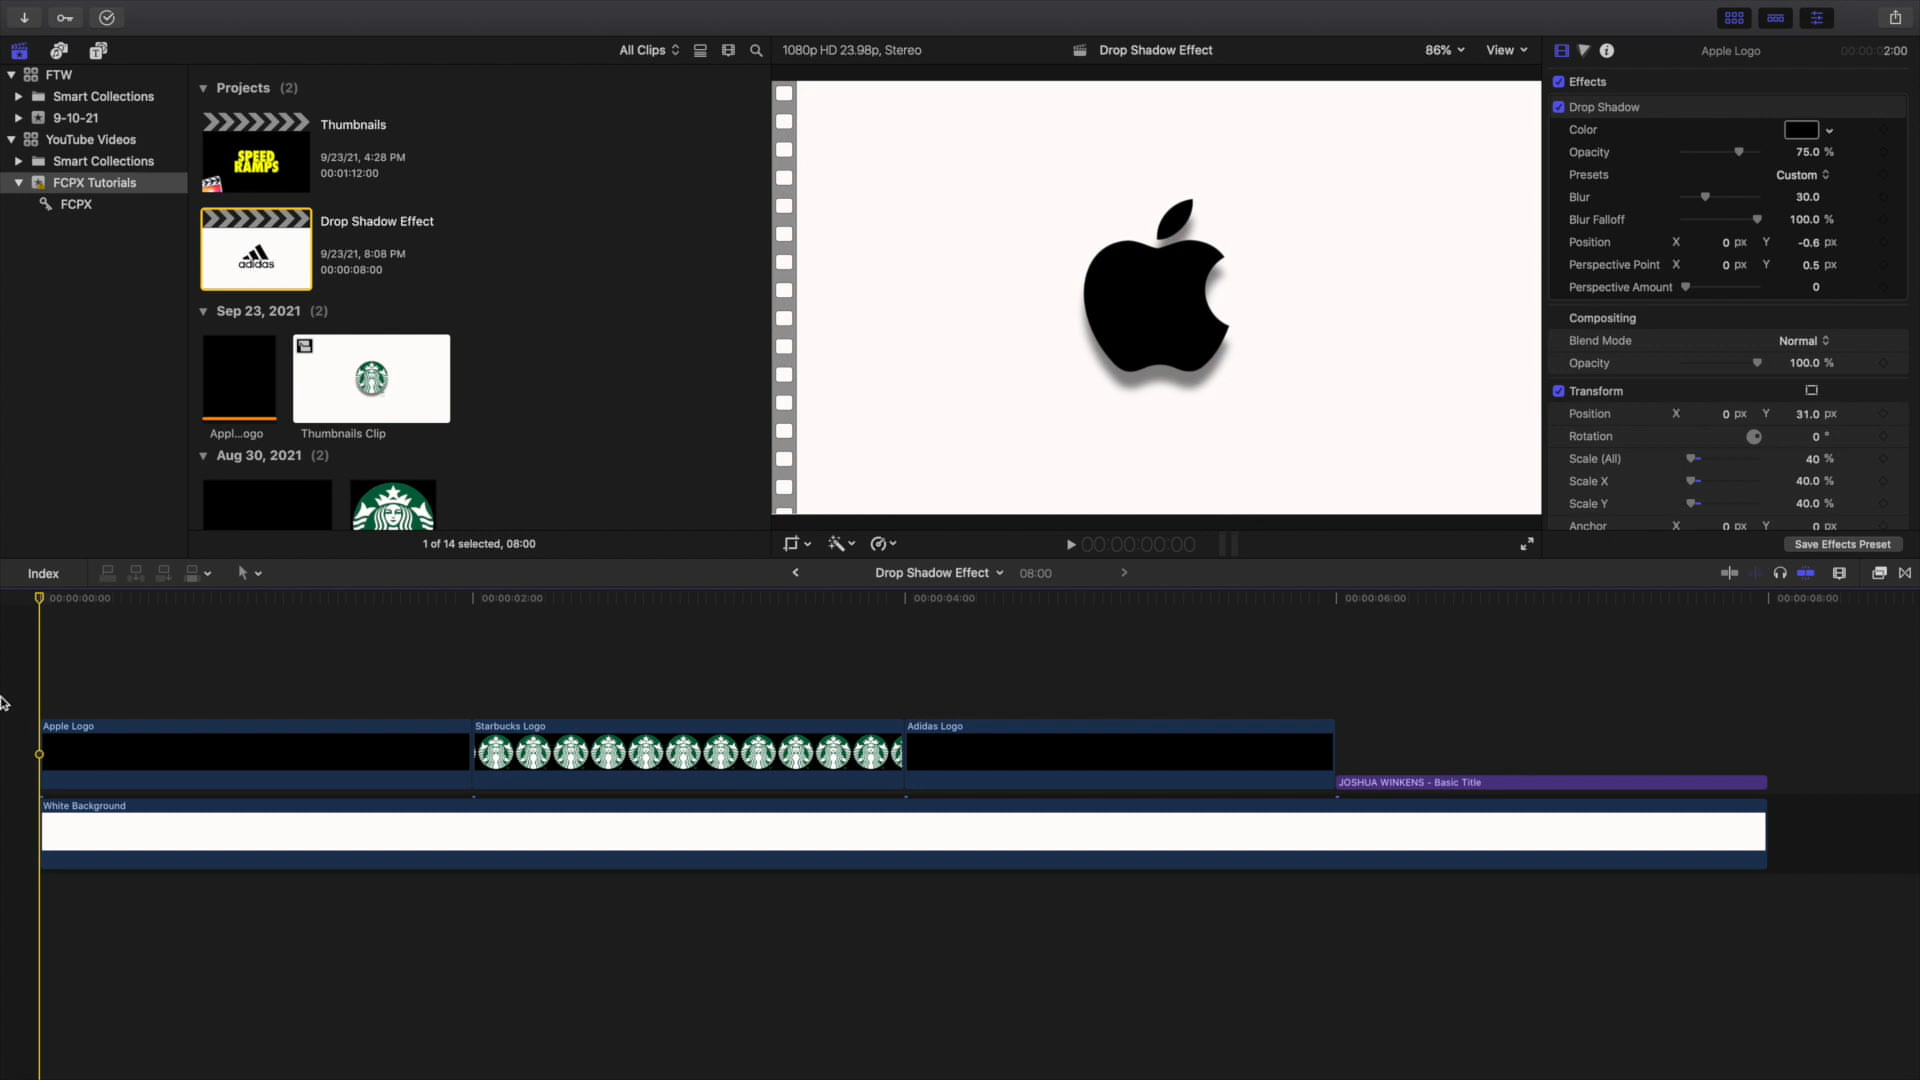 All Clips
1080p HD 23.98p, Stereo
Drop Shadow Effect
86%
View
Apple Logo
00:00:02:00
FTW
Smart Collections
9-10-21
YouTube Videos
Smart Collections
FCPX Tutorials
FCPX
Projects (2)
SPEED
RAMPS
Thumbnails
9/23/21, 4:28 PM
00:01:12:00
adidas
Drop Shadow Effect
9/23/21, 8:08 PM
00:00:08:00
Sep 23, 2021 (2)
Appl...ogo
Thumbnails Clip
Aug 30, 2021 (2)
1 of 14 selected, 08:00
00:00:00:00
Effects
Drop Shadow
Color
Opacity 75.0 %
Presets Custom
Blur 30.0
Blur Falloff 100.0 %
Position X 0 px Y -0.6 px
Perspective Point X 0 px Y 0.5 px
Perspective Amount 0
Compositing
Blend Mode Normal
Opacity 100.0 %
Transform
Position X 0 px Y 31.0 px
Rotation 0 °
Scale (All) 40 %
Scale X 40.0 %
Scale Y 40.0 %
Anchor X 0 px Y 0 px
Save Effects Preset
Index
Drop Shadow Effect
08:00
00:00:00:00
00:00:02:00
00:00:04:00
00:00:06:00
00:00:08:00
Apple Logo
Starbucks Logo
Adidas Logo
JOSHUA WINKENS - Basic Title
White Background